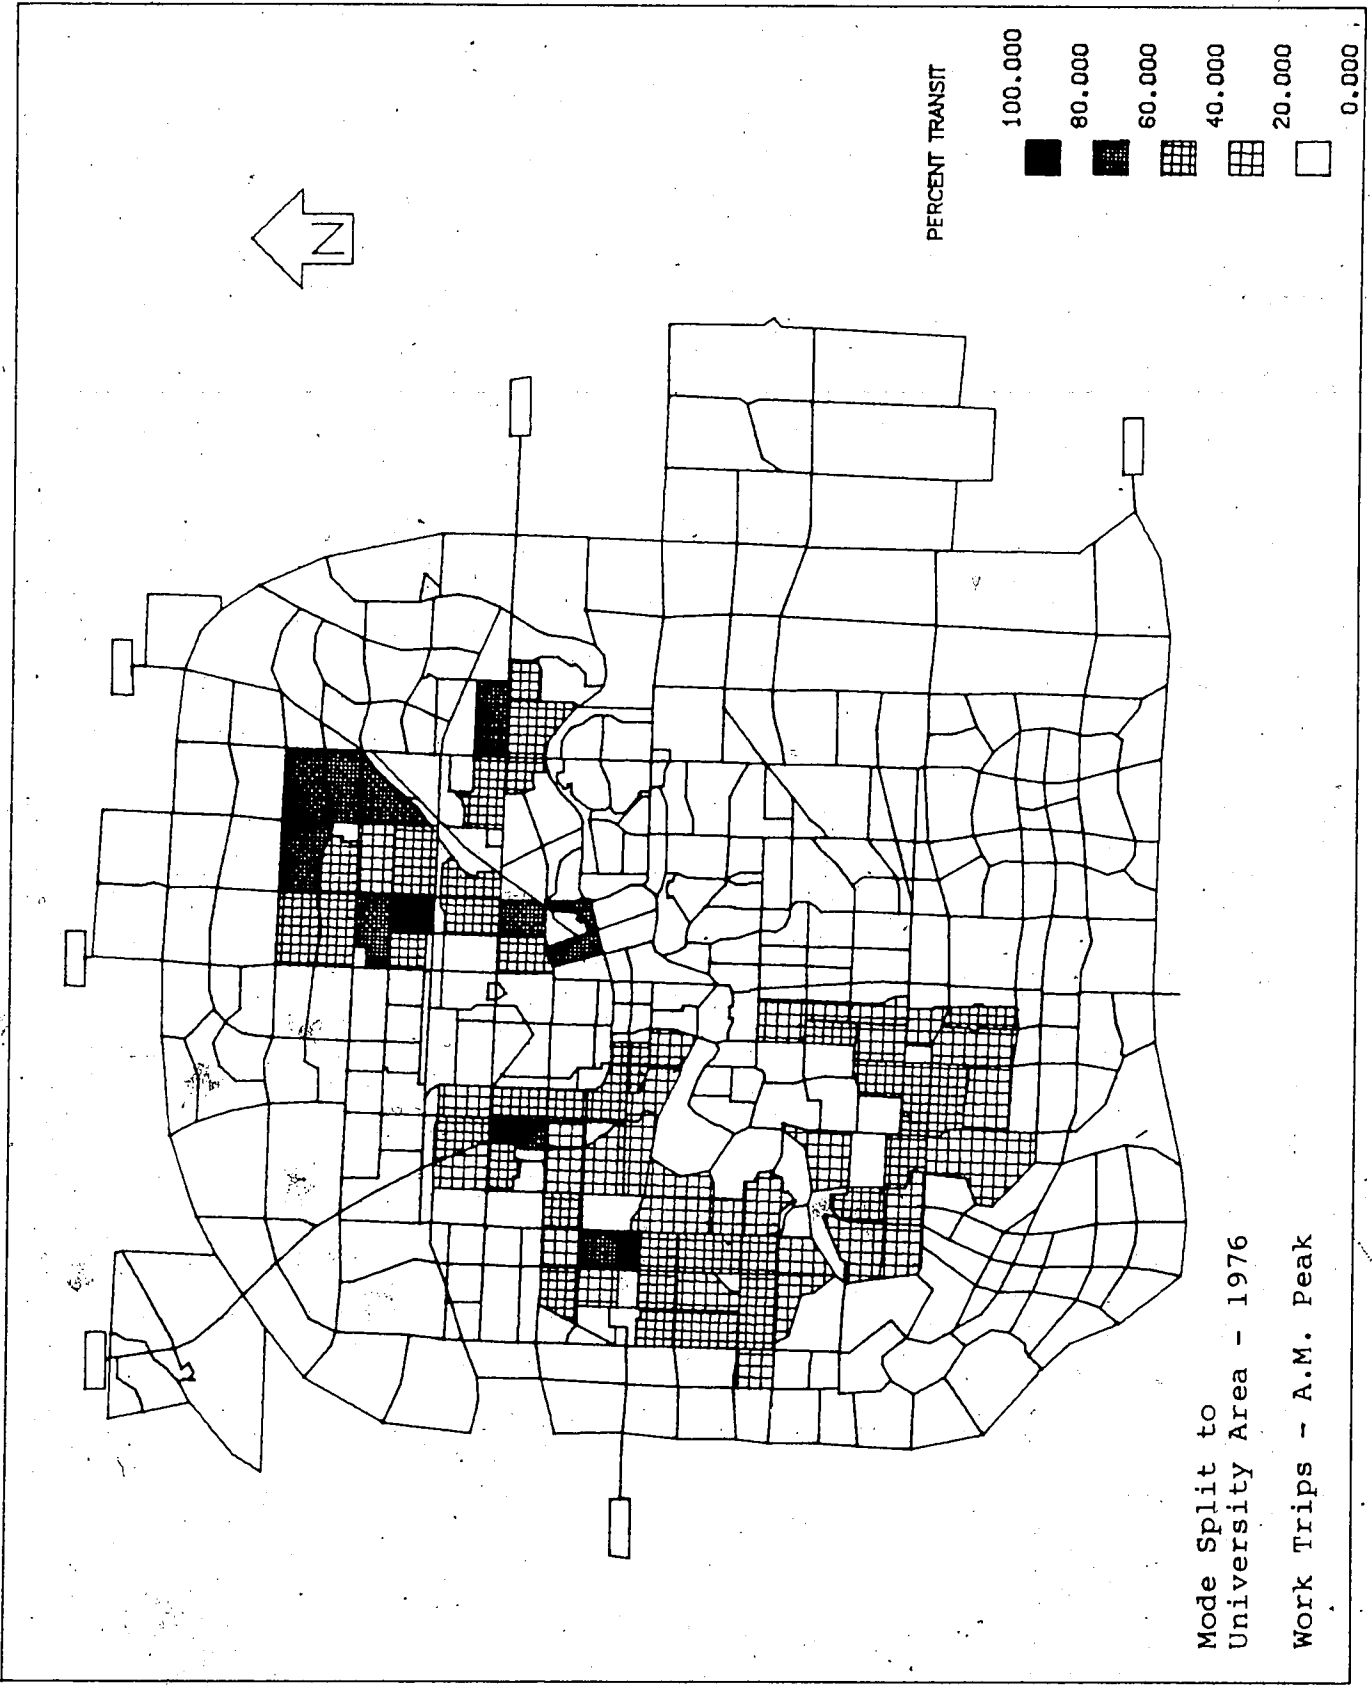 N
PERCENT TRANSIT
100.000
80.000
60.000
40.000
20.000
0.000
Mode Split to
University Area - 1976
Work Trips - A.M. Peak